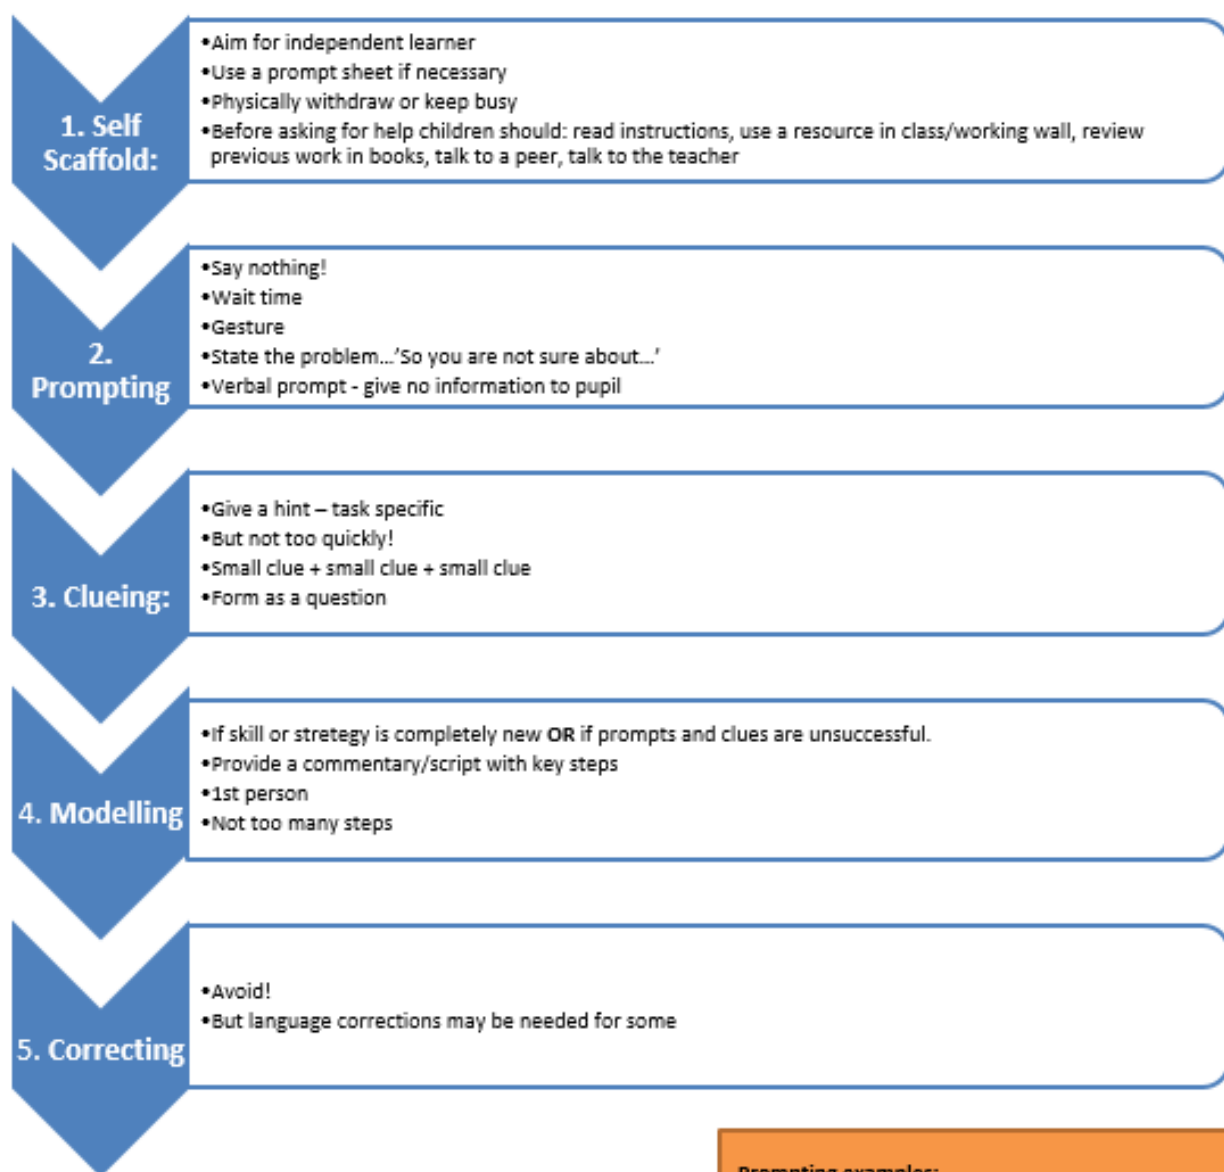 1. Self
Scaffold:
•Aim for independent learner
•Use a prompt sheet if necessary
•Physically withdraw or keep busy
•Before asking for help children should: read instructions, use a resource in class/working wall, review
previous work in books, talk to a peer, talk to the teacher
2.
Prompting
•Say nothing!
•Wait time
•Gesture
•State the problem…'So you are not sure about…'
•Verbal prompt - give no information to pupil
3. Clueing:
•Give a hint – task specific
•But not too quickly!
•Small clue + small clue + small clue
•Form as a question
4. Modelling
•If skill or stretegy is completely new OR if prompts and clues are unsuccessful.
•Provide a commentary/script with key steps
•1st person
•Not too many steps
5. Correcting
•Avoid!
•But language corrections may be needed for some
Prompting examples: